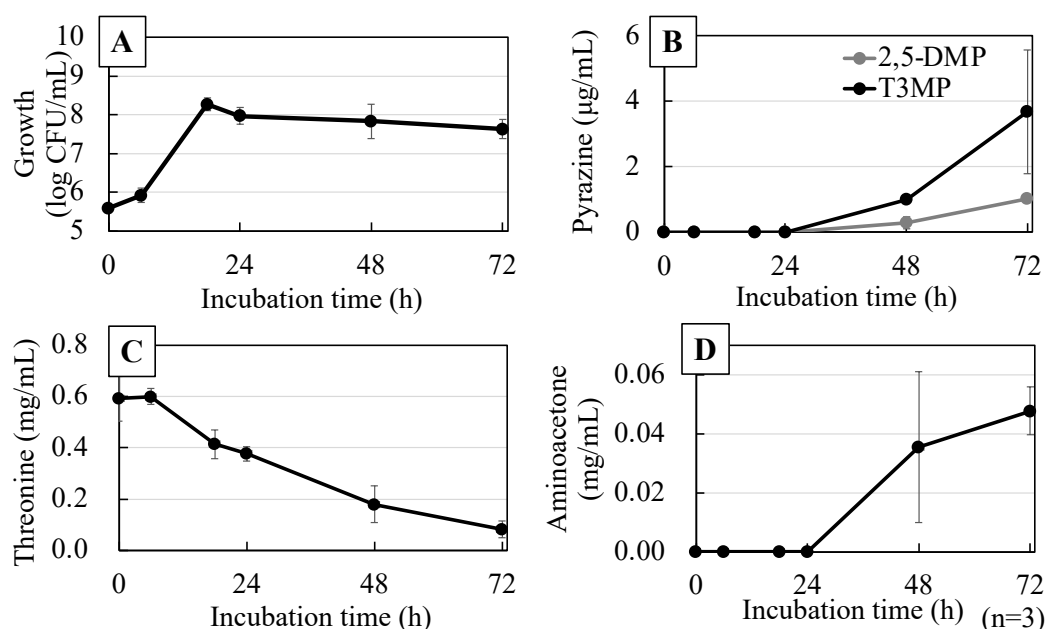 A
Growth
(log CFU/mL)
10
9
8
7
6
5
0 24 48 72
Incubation time (h)
B
Pyrazine (µg/mL)
2,5-DMP
T3MP
6
4
2
0
0 24 48 72
Incubation time (h)
C
Threonine (mg/mL)
0.8
0.6
0.4
0.2
0.0
0 24 48 72
Incubation time (h)
D
Aminoacetone
(mg/mL)
0.06
0.04
0.02
0.00
0 24 48 72
Incubation time (h)
(n=3)